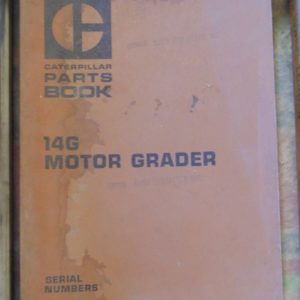 CATERPILLAR
PARTS
BOOK
14G
MOTOR GRADER
SERIAL
NUMBERS